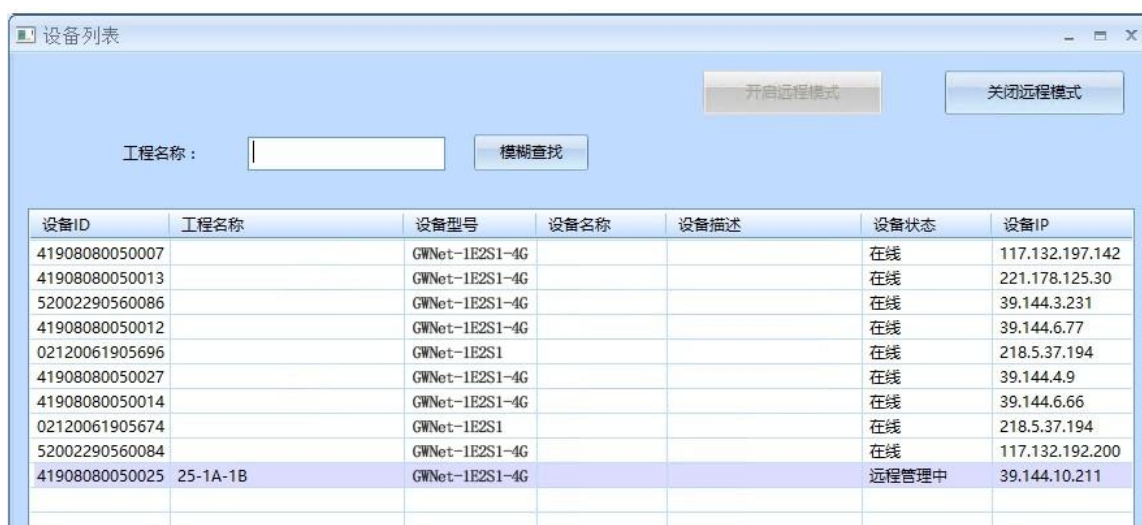 设备列表
开启远程模式 关闭远程模式
工程名称： 模糊查找
设备ID 工程名称 设备型号 设备名称 设备描述 设备状态 设备IP
41908080050007 GWNet-1E2S1-4G 在线 117.132.197.142
41908080050013 GWNet-1E2S1-4G 在线 221.178.125.30
52002290560086 GWNet-1E2S1-4G 在线 39.144.3.231
41908080050012 GWNet-1E2S1-4G 在线 39.144.6.77
02120061905696 GWNet-1E2S1 在线 218.5.37.194
41908080050027 GWNet-1E2S1-4G 在线 39.144.4.9
41908080050014 GWNet-1E2S1-4G 在线 39.144.6.66
02120061905674 GWNet-1E2S1 在线 218.5.37.194
52002290560084 GWNet-1E2S1-4G 在线 117.132.192.200
41908080050025 25-1A-1B GWNet-1E2S1-4G 远程管理中 39.144.10.211